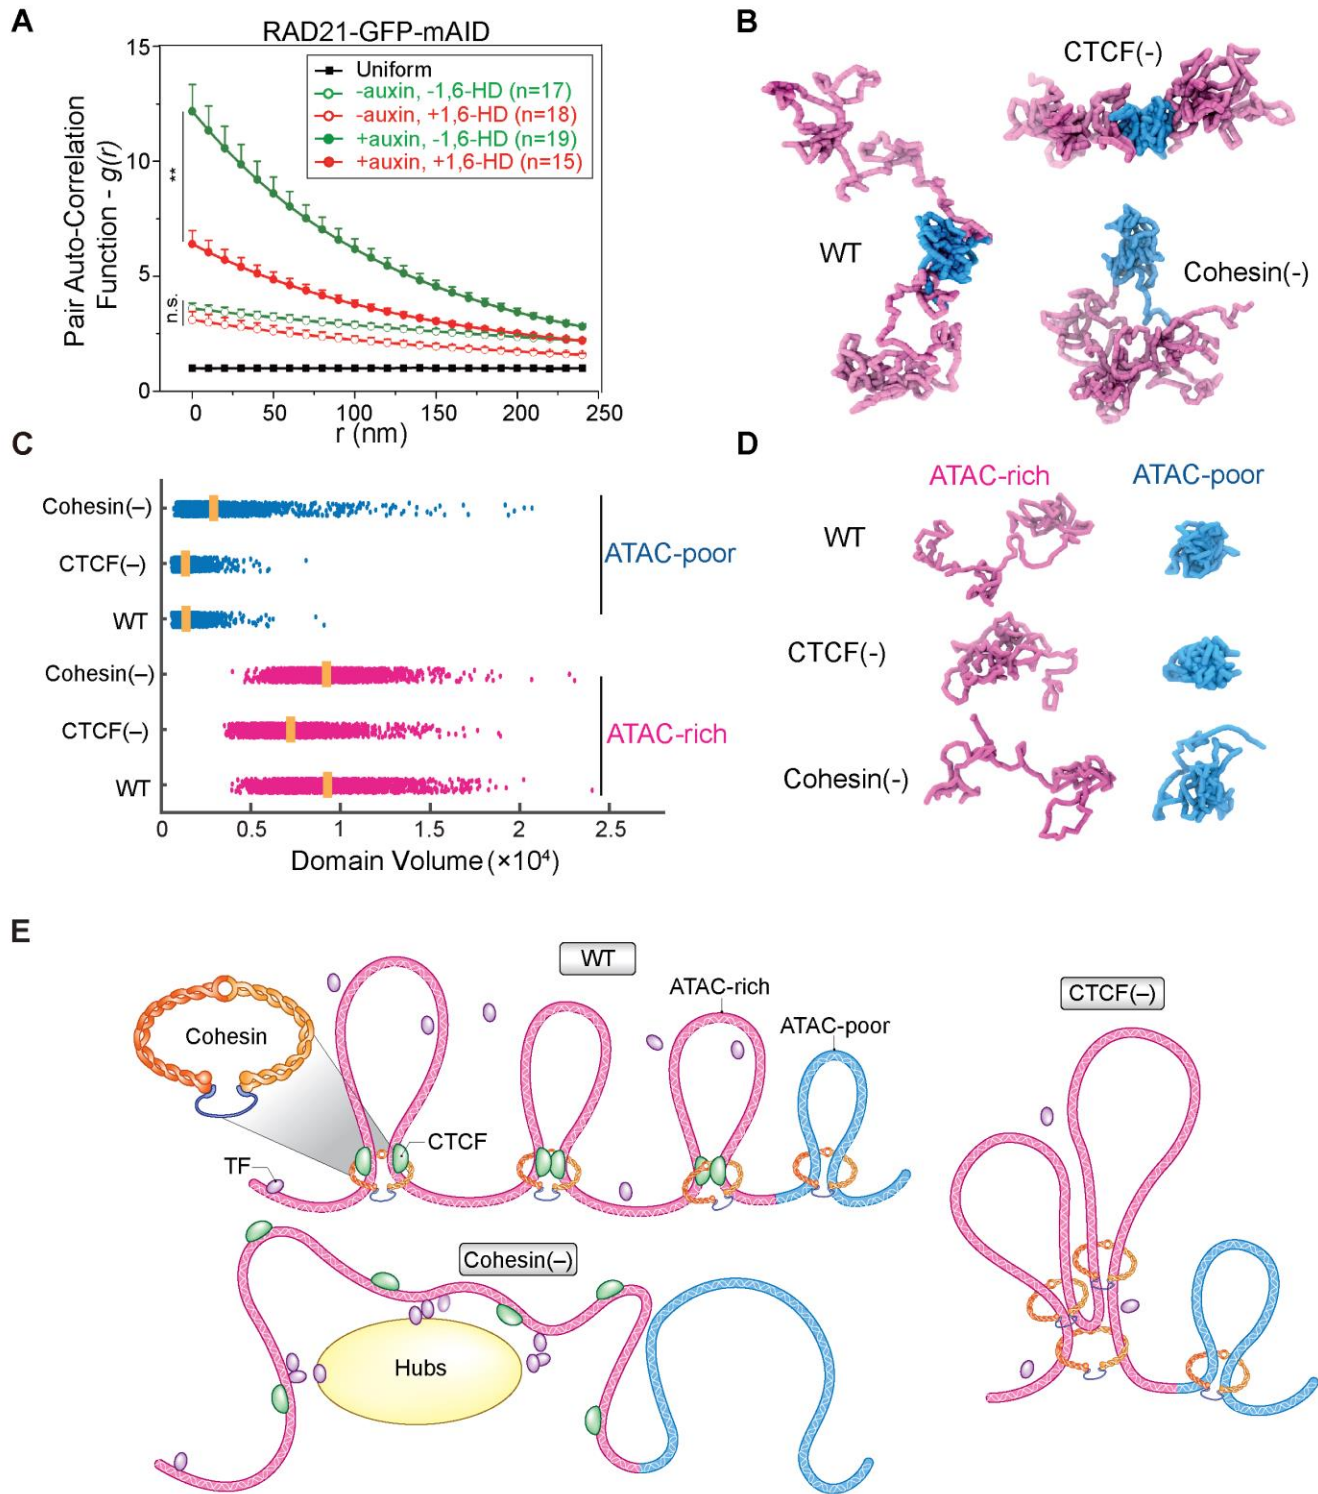 A
RAD21-GFP-mAID
Pair Auto-Correlation
Function - g(r)
15
10
5
0
**
n.s.
Uniform
-auxin, -1,6-HD (n=17)
-auxin, +1,6-HD (n=18)
+auxin, -1,6-HD (n=19)
+auxin, +1,6-HD (n=15)
0 50 100 150 200 250
r (nm)
B
CTCF(-)
WT
Cohesin(-)
C
Cohesin(–)
CTCF(–)
WT
ATAC-poor
Cohesin(–)
CTCF(–)
WT
ATAC-rich
0 0.5 1 1.5 2 2.5
Domain Volume (×10⁴)
D
ATAC-rich ATAC-poor
WT
CTCF(-)
Cohesin(-)
E
WT
Cohesin
ATAC-rich
ATAC-poor
CTCF
TF
Cohesin(–)
Hubs
CTCF(–)